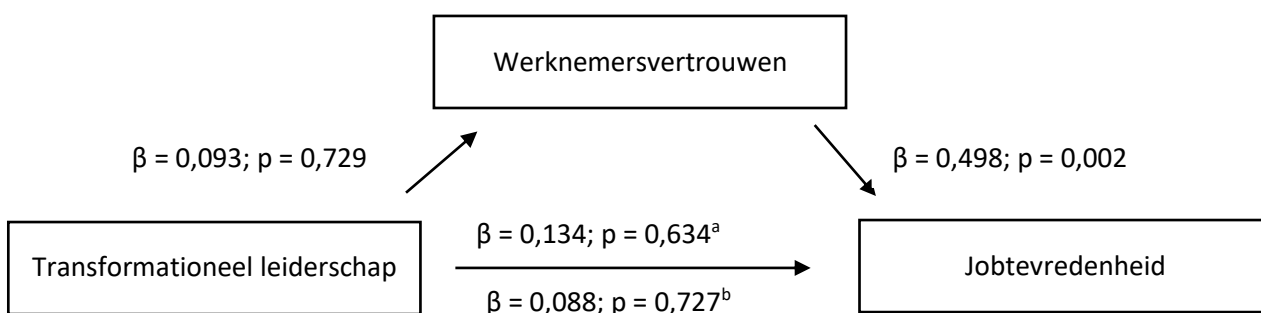 Werknemersvertrouwen
β = 0,093; p = 0,729
β = 0,498; p = 0,002
Transformationeel leiderschap
β = 0,134; p = 0,634ᵃ
β = 0,088; p = 0,727ᵇ
Jobtevredenheid